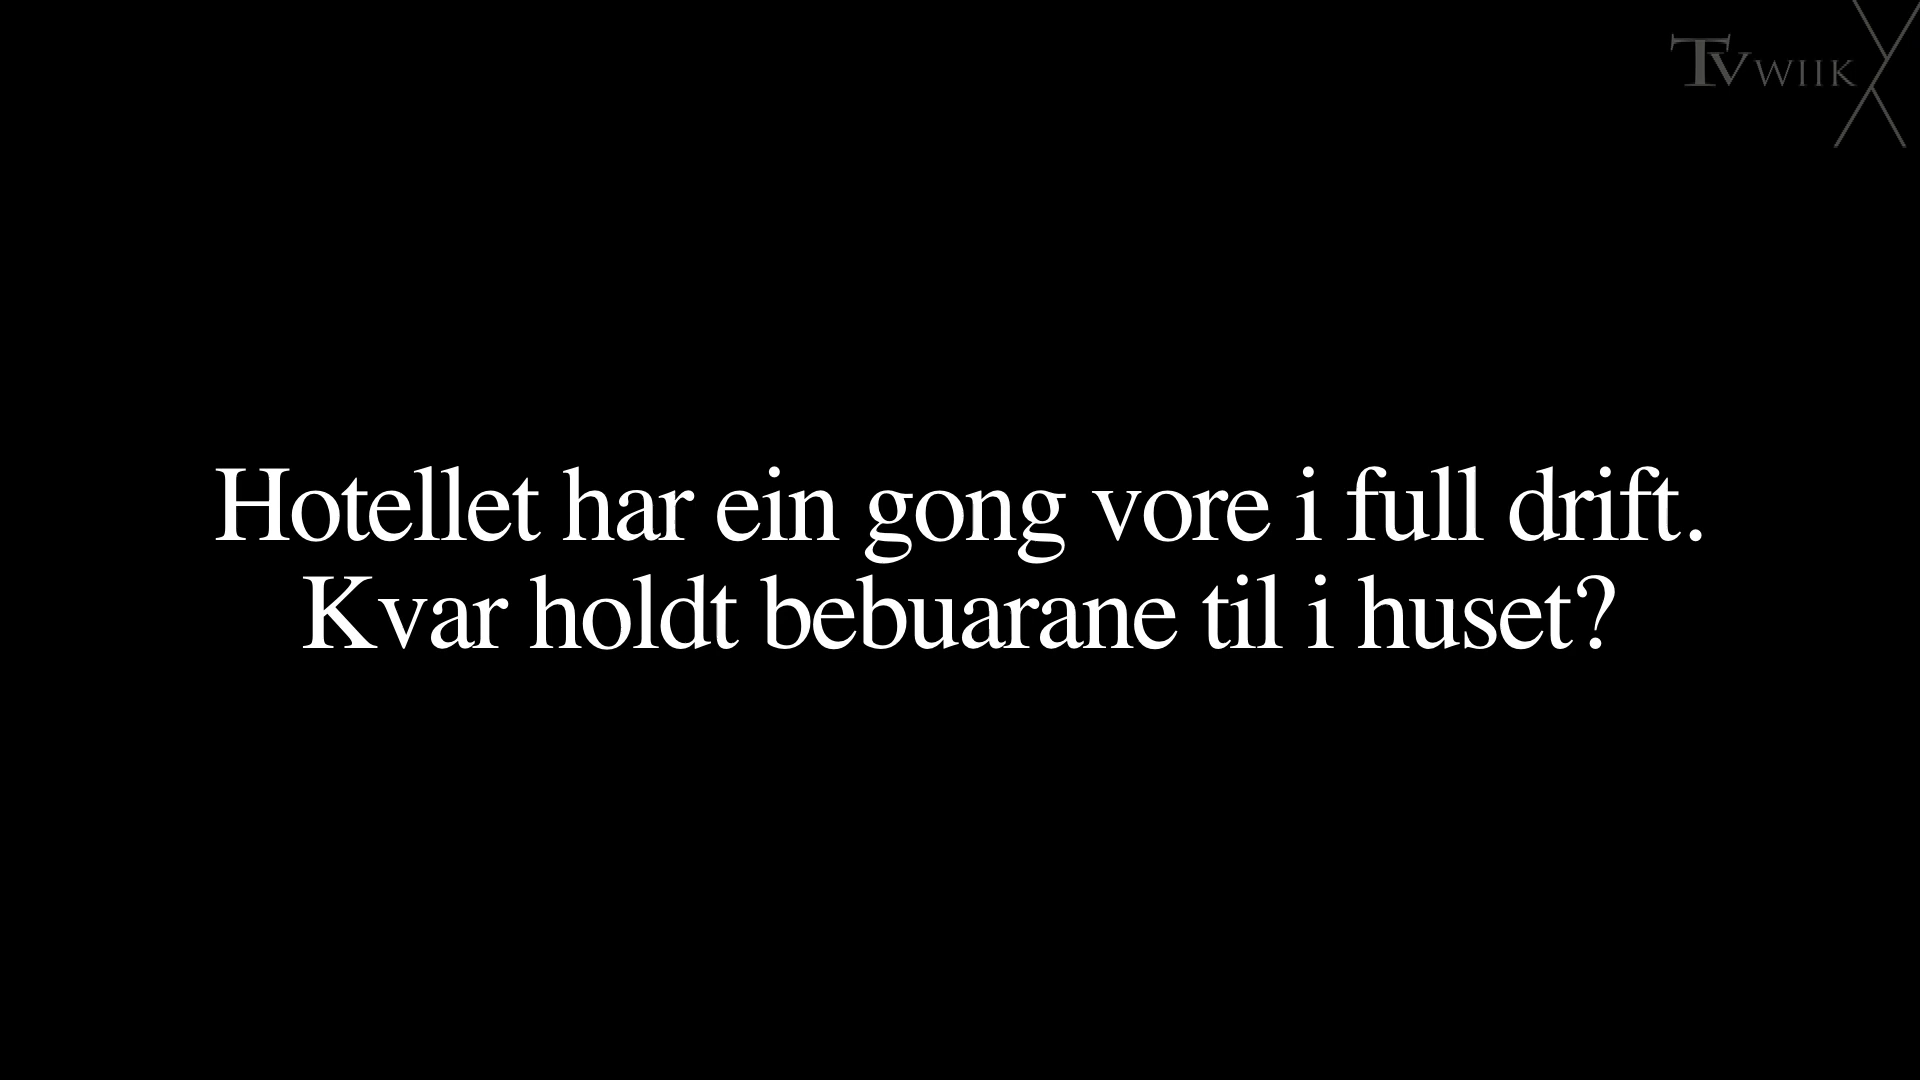 TV WIIK
Hotellet har ein gong vore i full drift.
Kvar holdt bebuarane til i huset?